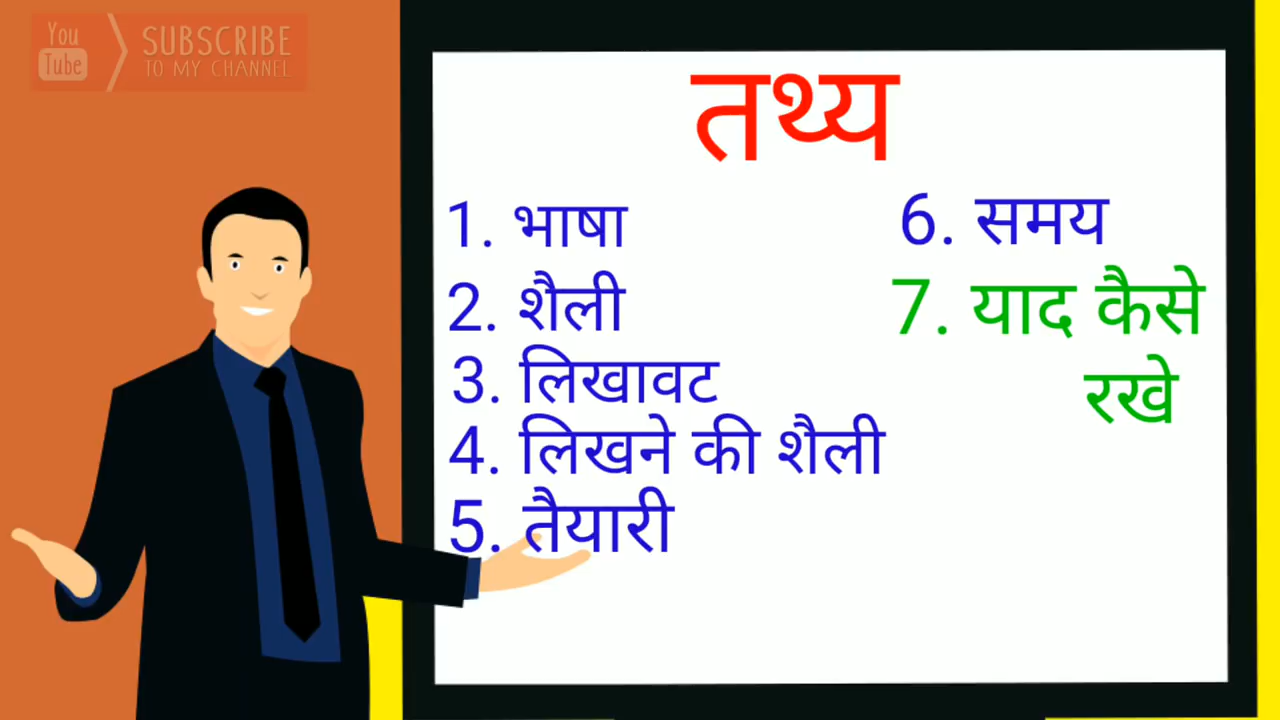 You
Tube
SUBSCRIBE
TO MY CHANNEL
तथ्य
1. भाषा
2. शैली
3. लिखावट
4. लिखने की शैली
5. तैयारी
6. समय
7. याद कैसे
रखे